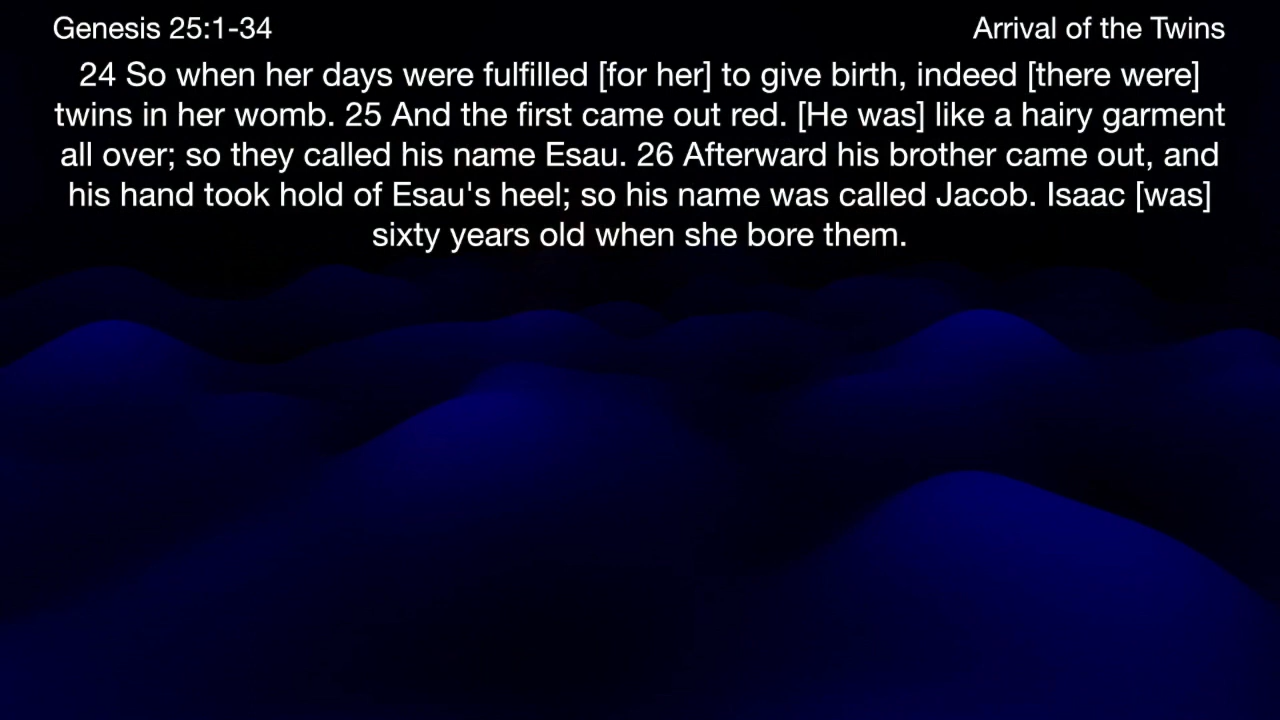 Genesis 25:1-34 Arrival of the Twins
24 So when her days were fulfilled [for her] to give birth, indeed [there were]
twins in her womb. 25 And the first came out red. [He was] like a hairy garment
all over; so they called his name Esau. 26 Afterward his brother came out, and
his hand took hold of Esau's heel; so his name was called Jacob. Isaac [was]
sixty years old when she bore them.